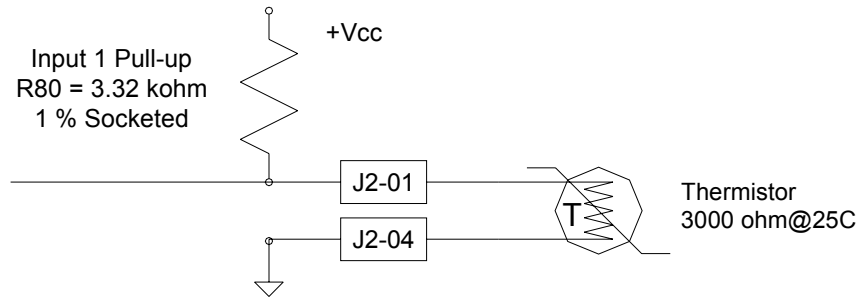 +Vcc
Input 1 Pull-up
R80 = 3.32 kohm
1 % Socketed
J2-01
J2-04
T
Thermistor
3000 ohm@25C